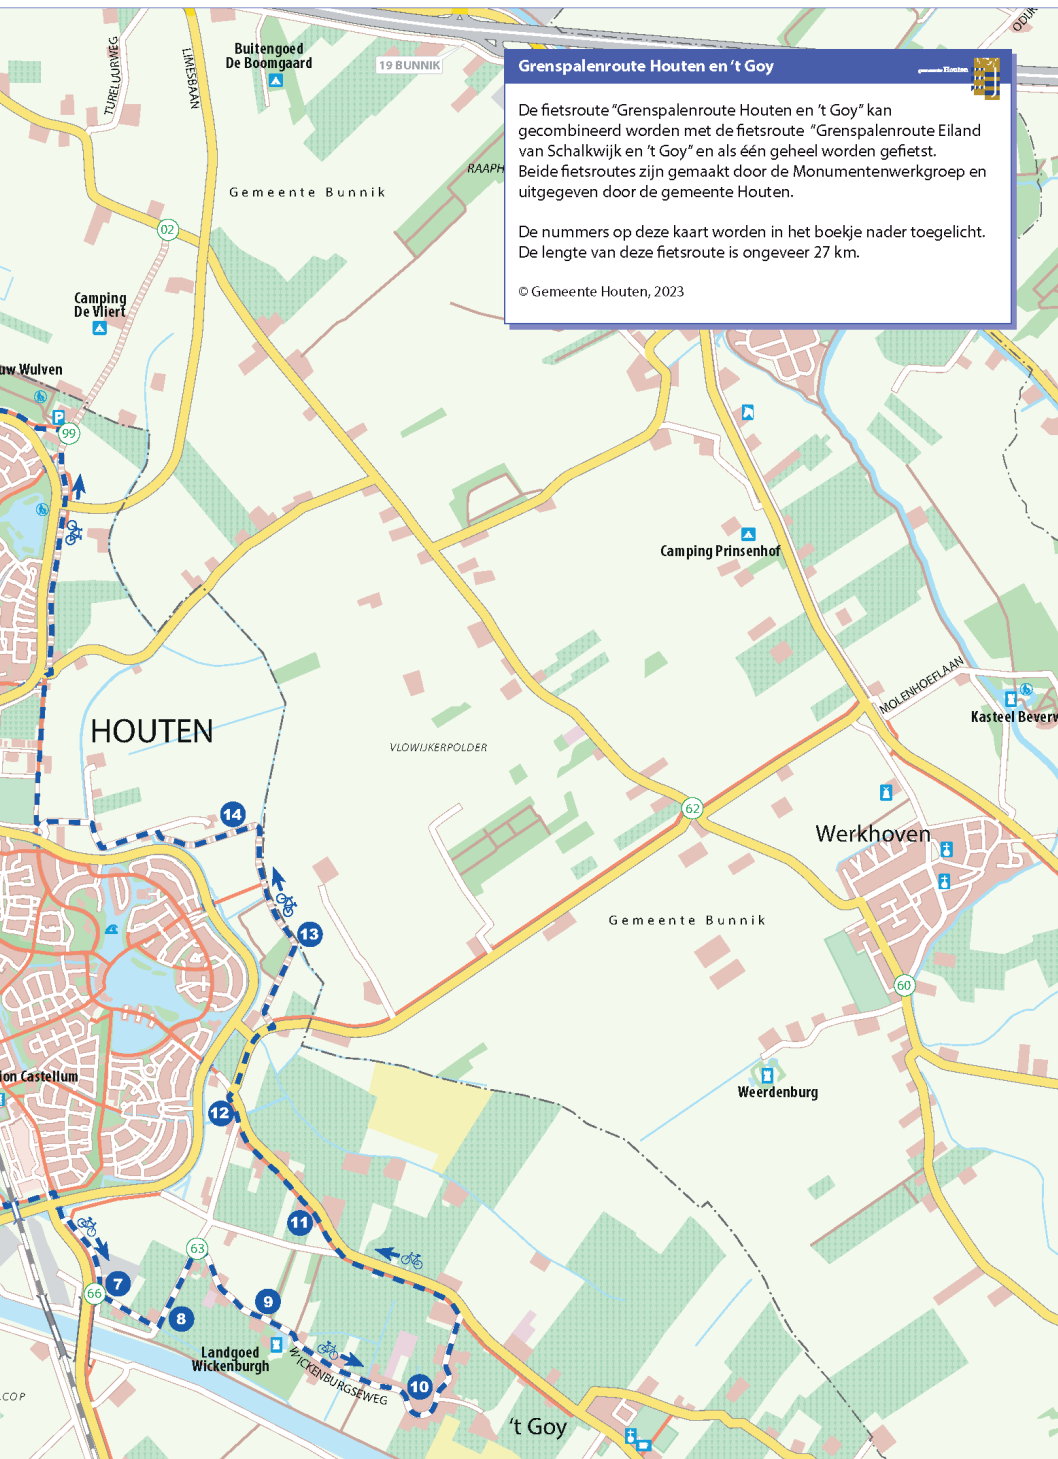 ODIJK
TURELUURWEG
LIMESBAAN
Buitengoed
De Boomgaard
19 BUNNIK
Grenspalenroute Houten en ‘t Goy
gemeente Houten
De fietsroute “Grenspalenroute Houten en ’t Goy” kan
gecombineerd worden met de fietsroute “Grenspalenroute Eiland
van Schalkwijk en ’t Goy” en als één geheel worden gefietst.
Beide fietsroutes zijn gemaakt door de Monumentenwerkgroep en
uitgegeven door de gemeente Houten.
De nummers op deze kaart worden in het boekje nader toegelicht.
De lengte van deze fietsroute is ongeveer 27 km.
© Gemeente Houten, 2023
RAAPH
Gemeente Bunnik
02
Camping
De Vliert
uw Wulven
P
99
Camping Prinsenhof
MOLENHOEFLAAN
Kasteel Beverw
HOUTEN
VLOWIJKERPOLDER
62
14
Werkhoven
Gemeente Bunnik
13
60
ion Castellum
Weerdenburg
12
11
63
7
66
9
8
Landgoed
Wickenburgh
WICKENBURGSEWEG
10
COP
‘t Goy